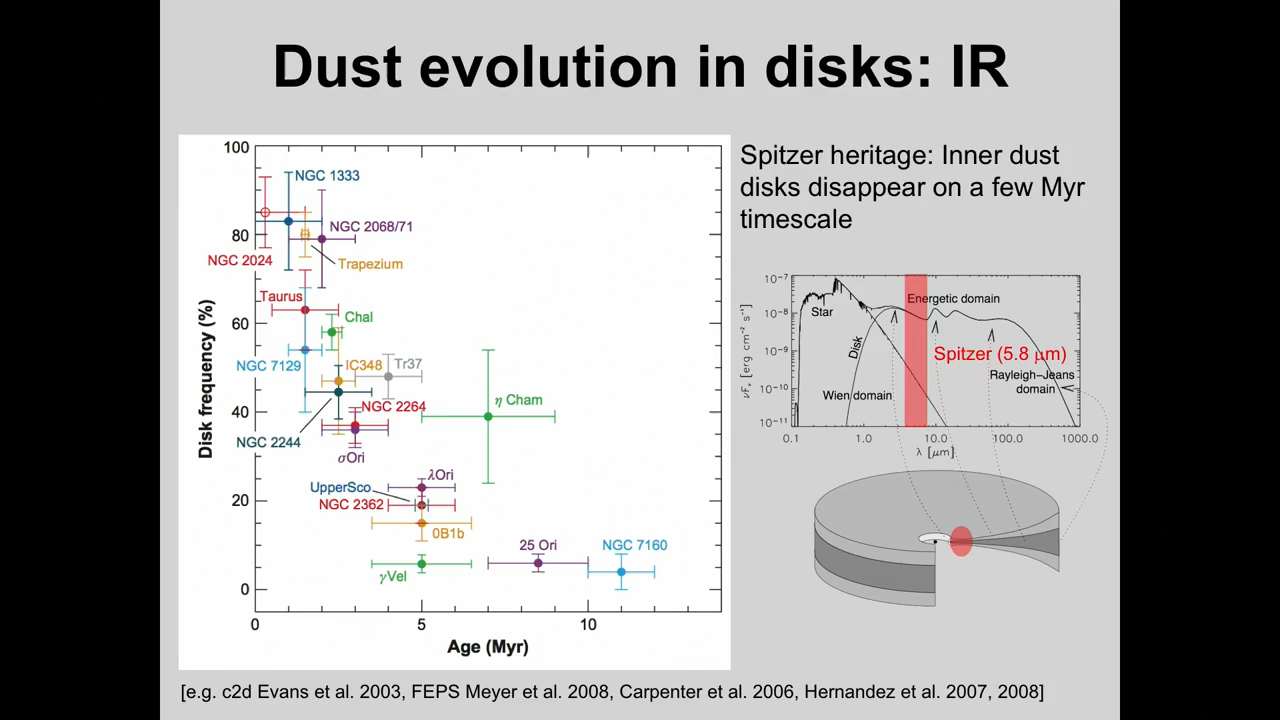 Dust evolution in disks: IR
Spitzer heritage: Inner dust
disks disappear on a few Myr
timescale
100
80
60
40
20
0
Disk frequency (%)
0
5
10
Age (Myr)
NGC 1333
NGC 2068/71
NGC 2024
Trapezium
Taurus
Chal
NGC 7129
IC348
Tr37
NGC 2264
η Cham
NGC 2244
σOri
λOri
UpperSco
NGC 2362
0B1b
25 Ori
NGC 7160
γVel
10⁻⁷
10⁻⁸
10⁻⁹
10⁻¹⁰
10⁻¹¹
νFᵥ [erg cm⁻² s⁻¹]
Star
Disk
Energetic domain
Spitzer (5.8 μm)
Rayleigh–Jeans
domain
Wien domain
0.1
1.0
10.0
100.0
1000.0
λ [μm]
[e.g. c2d Evans et al. 2003, FEPS Meyer et al. 2008, Carpenter et al. 2006, Hernandez et al. 2007, 2008]